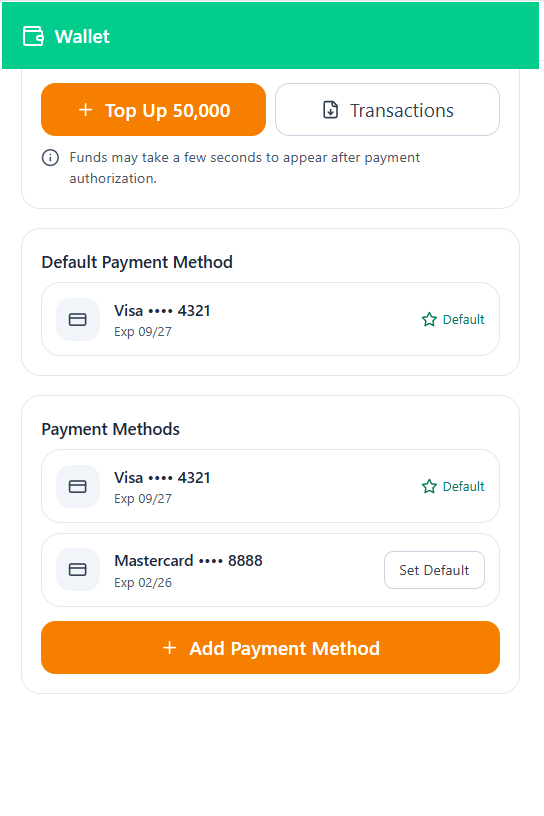 Wallet
Top Up 50,000
Transactions
Funds may take a few seconds to appear after payment
authorization.
Default Payment Method
Visa •••• 4321
Exp 09/27
Default
Payment Methods
Visa •••• 4321
Exp 09/27
Default
Mastercard •••• 8888
Exp 02/26
Set Default
+ Add Payment Method